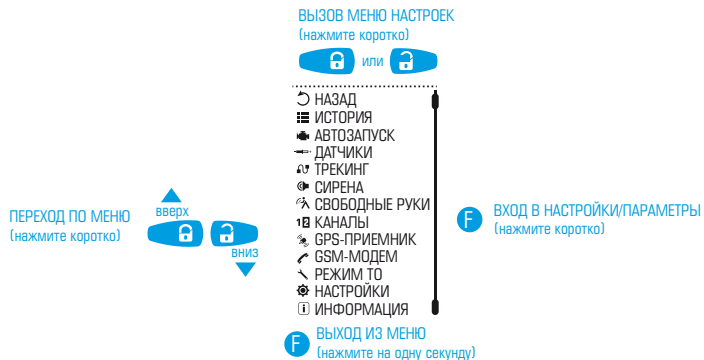 ВЫЗОВ МЕНЮ НАСТРОЕК
(нажмите коротко)
или
НАЗАД
ИСТОРИЯ
АВТОЗАПУСК
ДАТЧИКИ
ТРЕКИНГ
СИРЕНА
СВОБОДНЫЕ РУКИ
12 КАНАЛЫ
GPS-ПРИЕМНИК
GSM-МОДЕМ
РЕЖИМ ТО
НАСТРОЙКИ
i ИНФОРМАЦИЯ
ПЕРЕХОД ПО МЕНЮ
(нажмите коротко)
вверх
вниз
F ВХОД В НАСТРОЙКИ/ПАРАМЕТРЫ
(нажмите коротко)
F ВЫХОД ИЗ МЕНЮ
(нажмите на одну секунду)